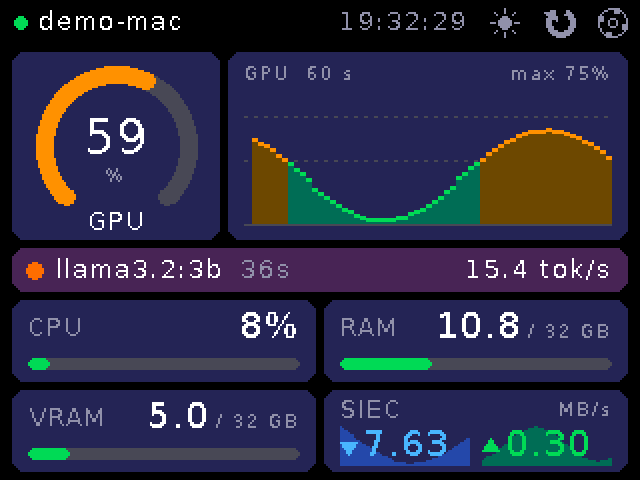 demo-mac 19:32:29
59
%
GPU
GPU 60 s max 75%
llama3.2:3b 36s 15.4 tok/s
CPU 8%
RAM 10.8 / 32 GB
VRAM 5.0 / 32 GB
SIEC MB/s
▼7.63 ▲0.30